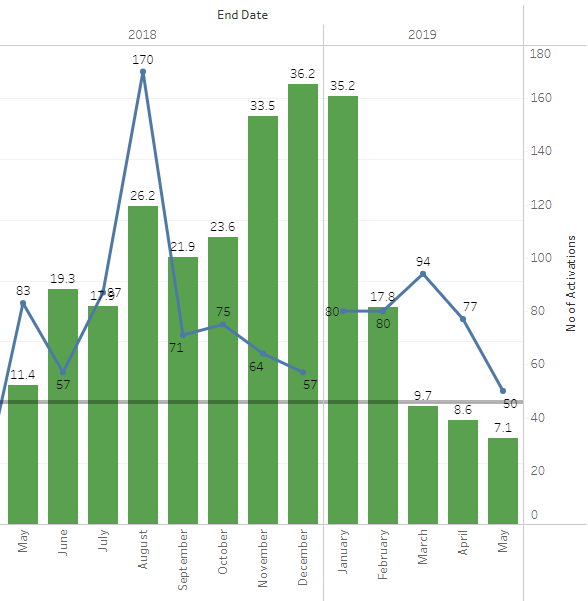 End Date
2018
2019
180
160
140
120
100
80
60
40
20
0
No of Activations
170
36.2
35.2
33.5
26.2
23.6
21.9
19.3
17.9
87
83
94
17.8
80
80
77
75
71
64
57
57
11.4
9.7
50
8.6
7.1
May
June
July
August
September
October
November
December
January
February
March
April
May